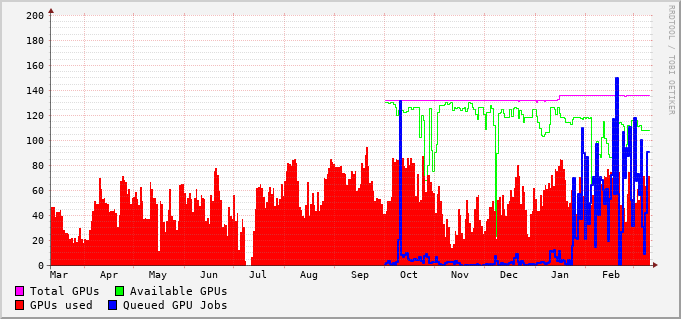 200
180
160
140
120
100
80
60
40
20
0
Mar Apr May Jun Jul Aug Sep Oct Nov Dec Jan Feb
Total GPUs Available GPUs
GPUs used Queued GPU Jobs
RRDTOOL / TOBI OETIKER